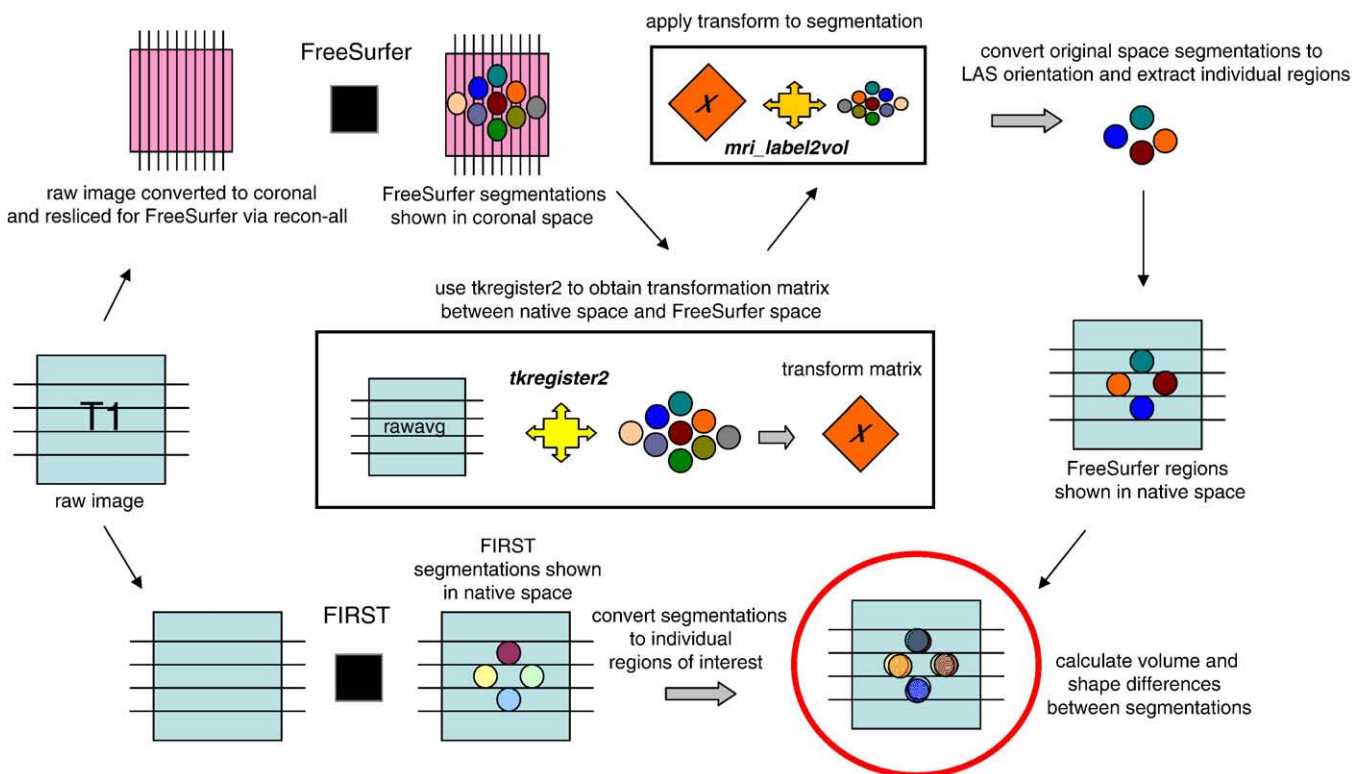 apply transform to segmentation
FreeSurfer
convert original space segmentations to
LAS orientation and extract individual regions
X
mri_label2vol
raw image converted to coronal
and resliced for FreeSurfer via recon-all
FreeSurfer segmentations
shown in coronal space
use tkregister2 to obtain transformation matrix
between native space and FreeSurfer space
T1
raw image
rawavg
tkregister2
transform matrix
X
FreeSurfer regions
shown in native space
FIRST
FIRST
segmentations shown
in native space
convert segmentations
to individual
regions of interest
calculate volume and
shape differences
between segmentations